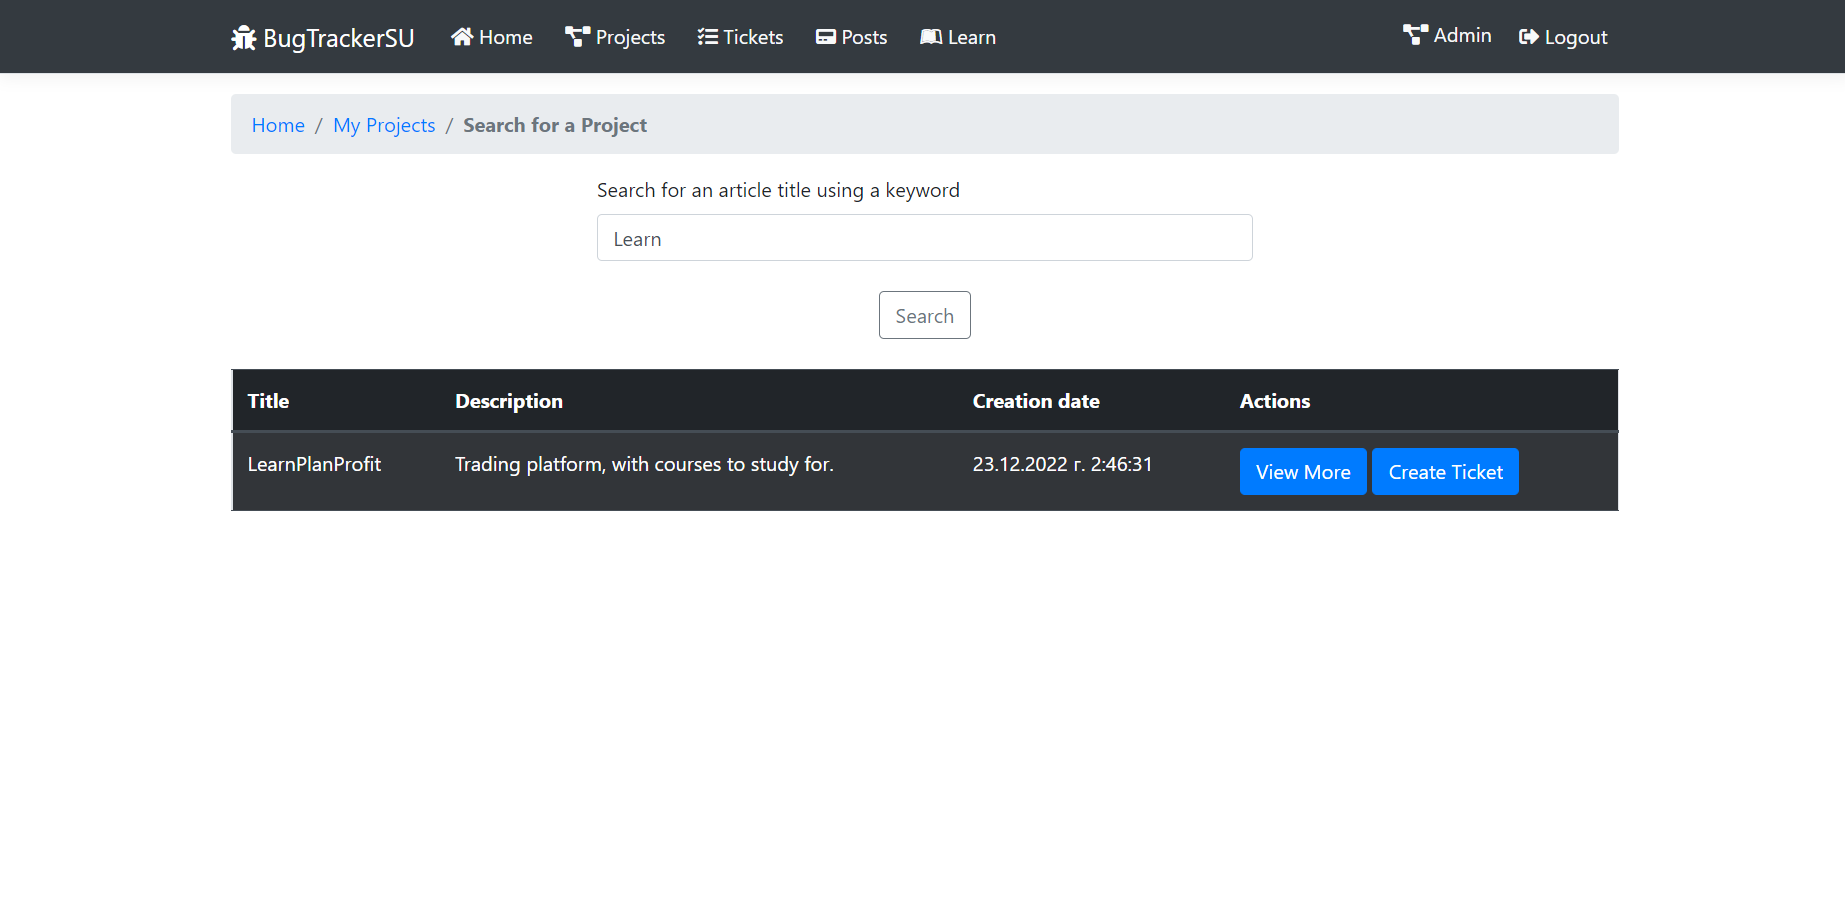 BugTrackerSU Home Projects Tickets Posts Learn Admin Logout
Home / My Projects / Search for a Project
Search for an article title using a keyword
Learn
Search
Title Description Creation date Actions
LearnPlanProfit Trading platform, with courses to study for. 23.12.2022 г. 2:46:31 View More Create Ticket